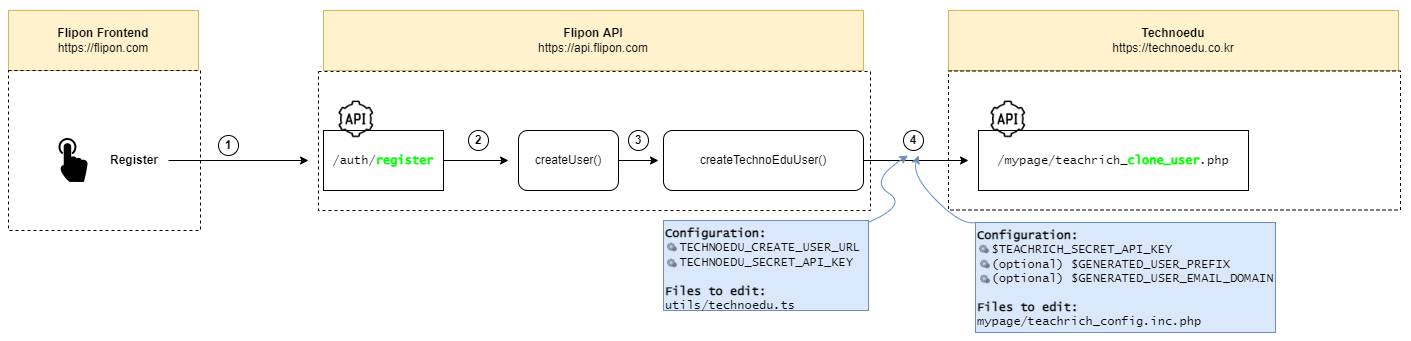 Flipon Frontend
https://flipon.com
Flipon API
https://api.flipon.com
Technoedu
https://technoedu.co.kr
API
API
Register
1
/auth/register
2
createUser()
3
createTechnoEduUser()
4
/mypage/teachrich_clone_user.php
Configuration:
TECHNOEDU_CREATE_USER_URL
TECHNOEDU_SECRET_API_KEY
Files to edit:
utils/technoedu.ts
Configuration:
$TEACHRICH_SECRET_API_KEY
(optional) $GENERATED_USER_PREFIX
(optional) $GENERATED_USER_EMAIL_DOMAIN
Files to edit:
mypage/teachrich_config.inc.php